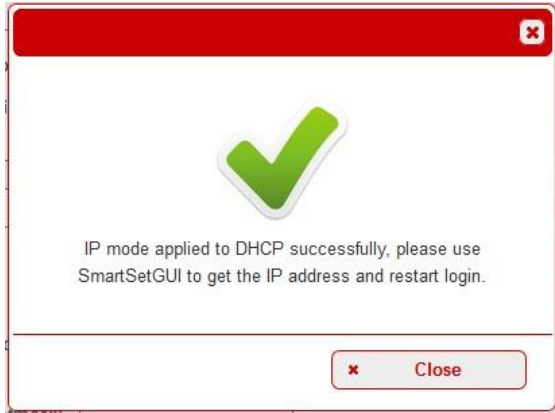 IP mode applied to DHCP successfully, please use
SmartSetGUI to get the IP address and restart login.
Close